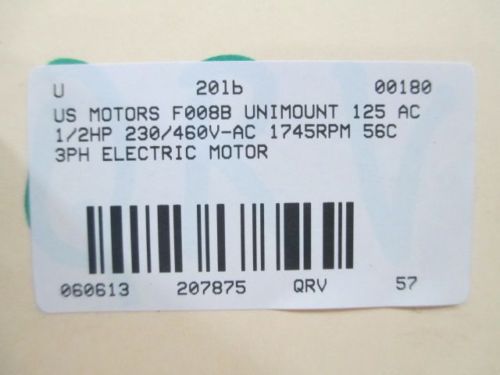 U 20lb 00180
US MOTORS F008B UNIMOUNT 125 AC
1/2HP 230/460V-AC 1745RPM 56C
3PH ELECTRIC MOTOR
060613 207875 QRV 57